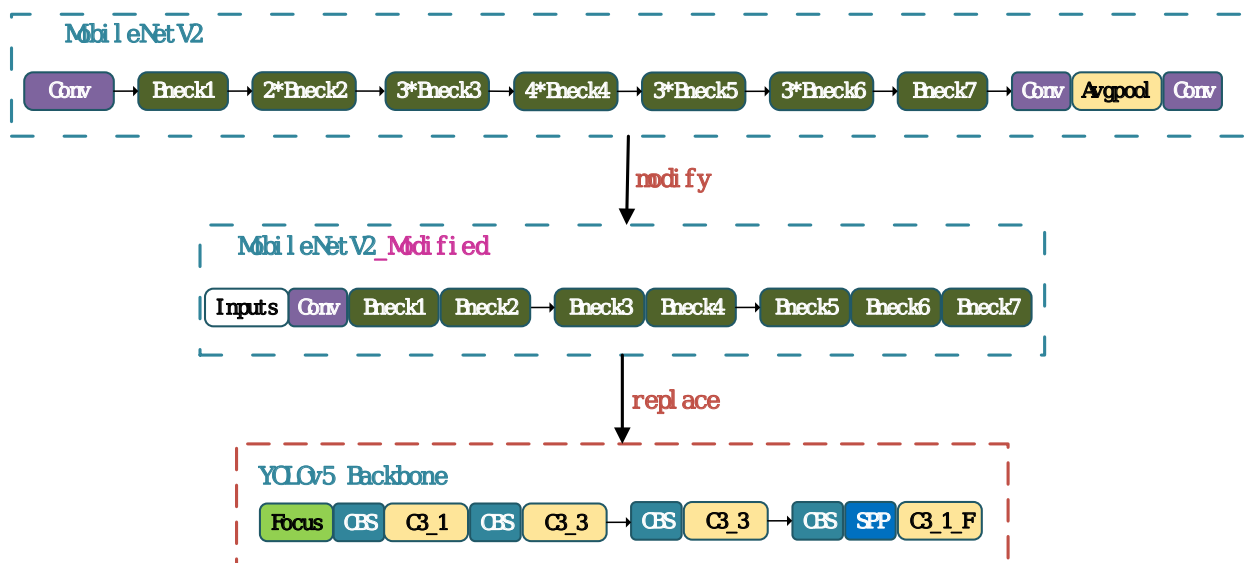 MobileNetV2
Conv Bneck1 2*Bneck2 3*Bneck3 4*Bneck4 3*Bneck5 3*Bneck6 Bneck7 Conv Avgpool Conv
modify
MobileNetV2_Modified
Inputs Conv Bneck1 Bneck2 Bneck3 Bneck4 Bneck5 Bneck6 Bneck7
replace
YOLOv5 Backbone
Focus CBS C3_1 CBS C3_3 CBS C3_3 CBS SPP C3_1_F